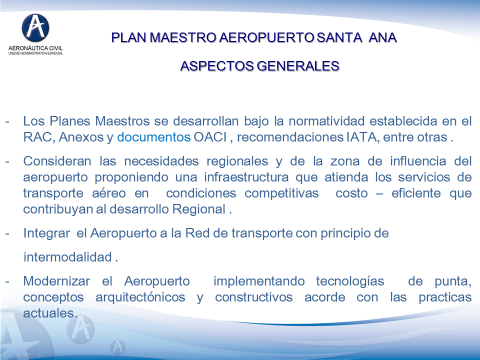 AERONÁUTICA CIVIL
UNIDAD ADMINISTRATIVA ESPECIAL
PLAN MAESTRO AEROPUERTO SANTA ANA
ASPECTOS GENERALES
- Los Planes Maestros se desarrollan bajo la normatividad establecida en el
RAC, Anexos y documentos OACI , recomendaciones IATA, entre otras .
- Consideran las necesidades regionales y de la zona de influencia del
aeropuerto proponiendo una infraestructura que atienda los servicios de
transporte aéreo en condiciones competitivas costo – eficiente que
contribuyan al desarrollo Regional .
- Integrar el Aeropuerto a la Red de transporte con principio de
intermodalidad .
- Modernizar el Aeropuerto implementando tecnologías de punta,
conceptos arquitectónicos y constructivos acorde con las practicas
actuales.